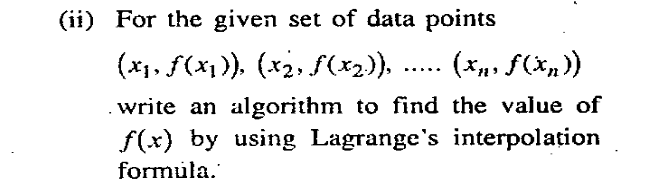 (ii) For the given set of data points
(x₁, f(x₁)), (x₂, f(x₂)), ..... (xₙ, f(xₙ))
write an algorithm to find the value of
f(x) by using Lagrange's interpolation
formula.